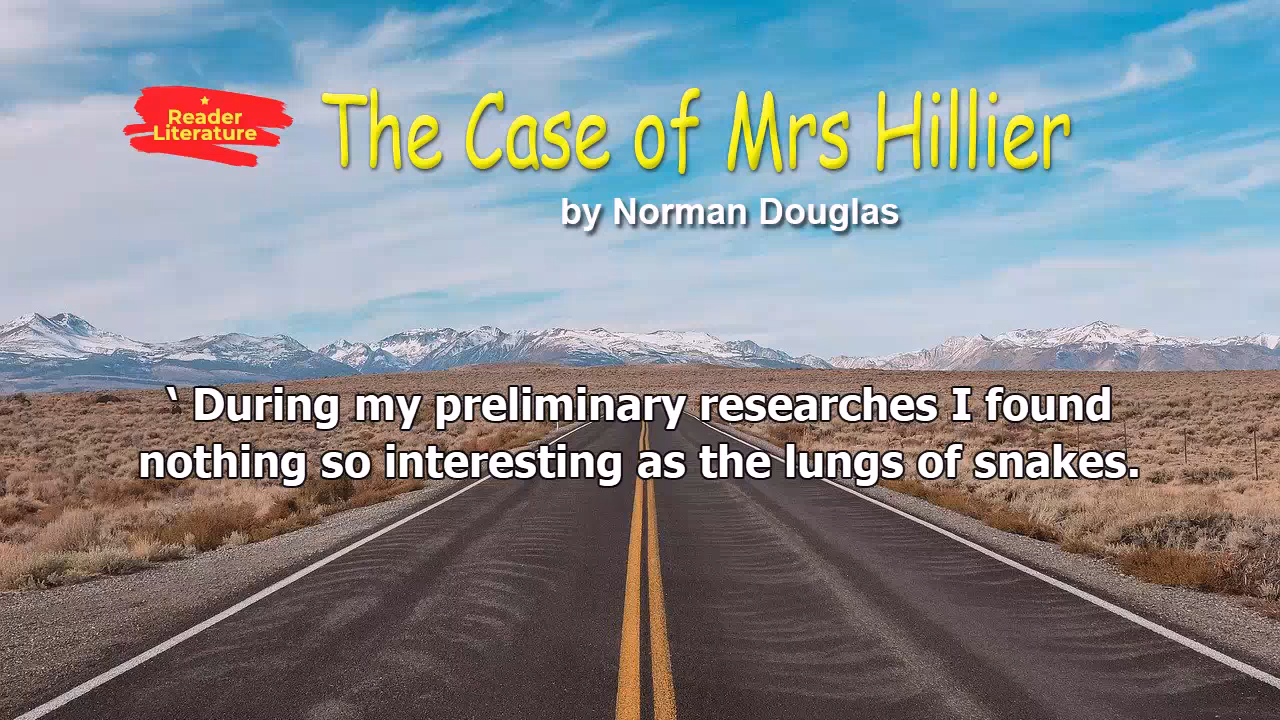 Reader
Literature
The Case of Mrs Hillier
by Norman Douglas
‵ During my preliminary researches I found
nothing so interesting as the lungs of snakes.